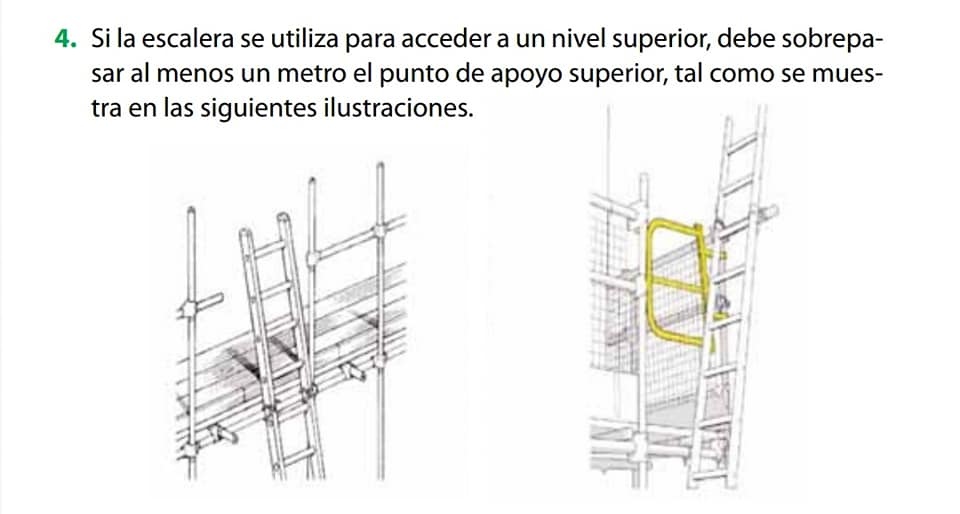 4. Si la escalera se utiliza para acceder a un nivel superior, debe sobrepa-
sar al menos un metro el punto de apoyo superior, tal como se mues-
tra en las siguientes ilustraciones.